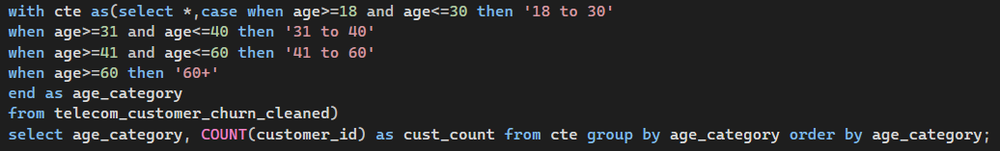 with cte as(select *,case when age>=18 and age<=30 then '18 to 30'
when age>=31 and age<=40 then '31 to 40'
when age>=41 and age<=60 then '41 to 60'
when age>=60 then '60+'
end as age_category
from telecom_customer_churn_cleaned)
select age_category, COUNT(customer_id) as cust_count from cte group by age_category order by age_category;